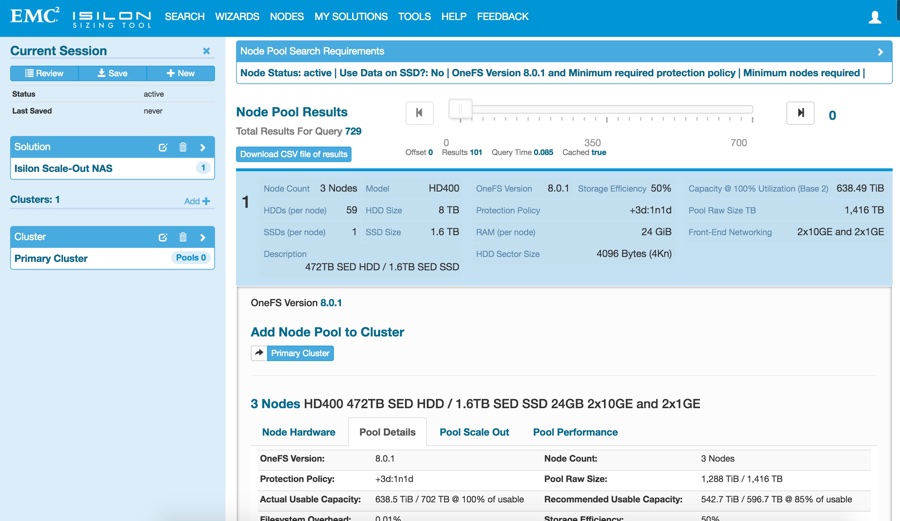 EMC² ISILON SIZING TOOL SEARCH WIZARDS NODES MY SOLUTIONS TOOLS HELP FEEDBACK
Current Session ×
Review Save + New
Status active
Last Saved never
Solution
Isilon Scale-Out NAS 1
Clusters: 1 Add +
Cluster
Primary Cluster Pools 0
Node Pool Search Requirements
Node Status: active | Use Data on SSD?: No | OneFS Version 8.0.1 and Minimum required protection policy | Minimum nodes required |
Node Pool Results
Total Results For Query 729
Download CSV file of results
0
0 350 700
Offset 0 Results 101 Query Time 0.085 Cached true
1
Node Count 3 Nodes Model HD400 OneFS Version 8.0.1 Storage Efficiency 50% Capacity @ 100% Utilization (Base 2) 638.49 TiB
HDDs (per node) 59 HDD Size 8 TB Protection Policy +3d:1n1d Pool Raw Size TB 1,416 TB
SSDs (per node) 1 SSD Size 1.6 TB RAM (per node) 24 GiB Front-End Networking 2x10GE and 2x1GE
Description HDD Sector Size 4096 Bytes (4Kn)
472TB SED HDD / 1.6TB SED SSD
OneFS Version 8.0.1
Add Node Pool to Cluster
Primary Cluster
3 Nodes HD400 472TB SED HDD / 1.6TB SED SSD 24GB 2x10GE and 2x1GE
Node Hardware Pool Details Pool Scale Out Pool Performance
OneFS Version: 8.0.1 Node Count: 3 Nodes
Protection Policy: +3d:1n1d Pool Raw Size: 1,288 TiB / 1,416 TB
Actual Usable Capacity: 638.5 TiB / 702 TB @ 100% of usable Recommended Usable Capacity: 542.7 TiB / 596.7 TB @ 85% of usable
Filesystem Overhead: 0.01% Storage Efficiency: 50%